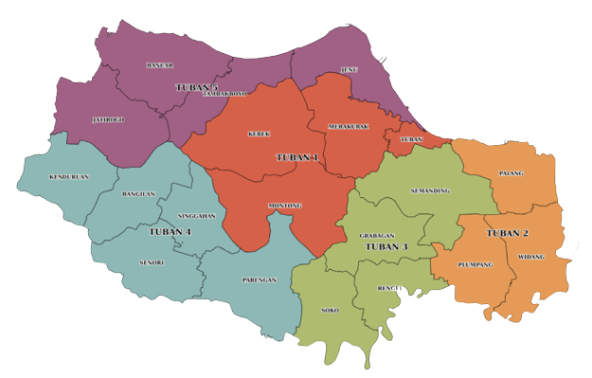 BANCAR
JENU
TUBAN 5
TAMBAKBOYO
JATIROGO
MERAKURAK
KEREK
TUBAN
TUBAN 1
KENDURUAN
PALANG
SEMANDING
BANGILAN
MONTONG
SINGGAHAN
TUBAN 4
GRABAGAN
TUBAN 2
TUBAN 3
WIDANG
SENORI
PLUMPANG
PARENGAN
RENGEL
SOKO